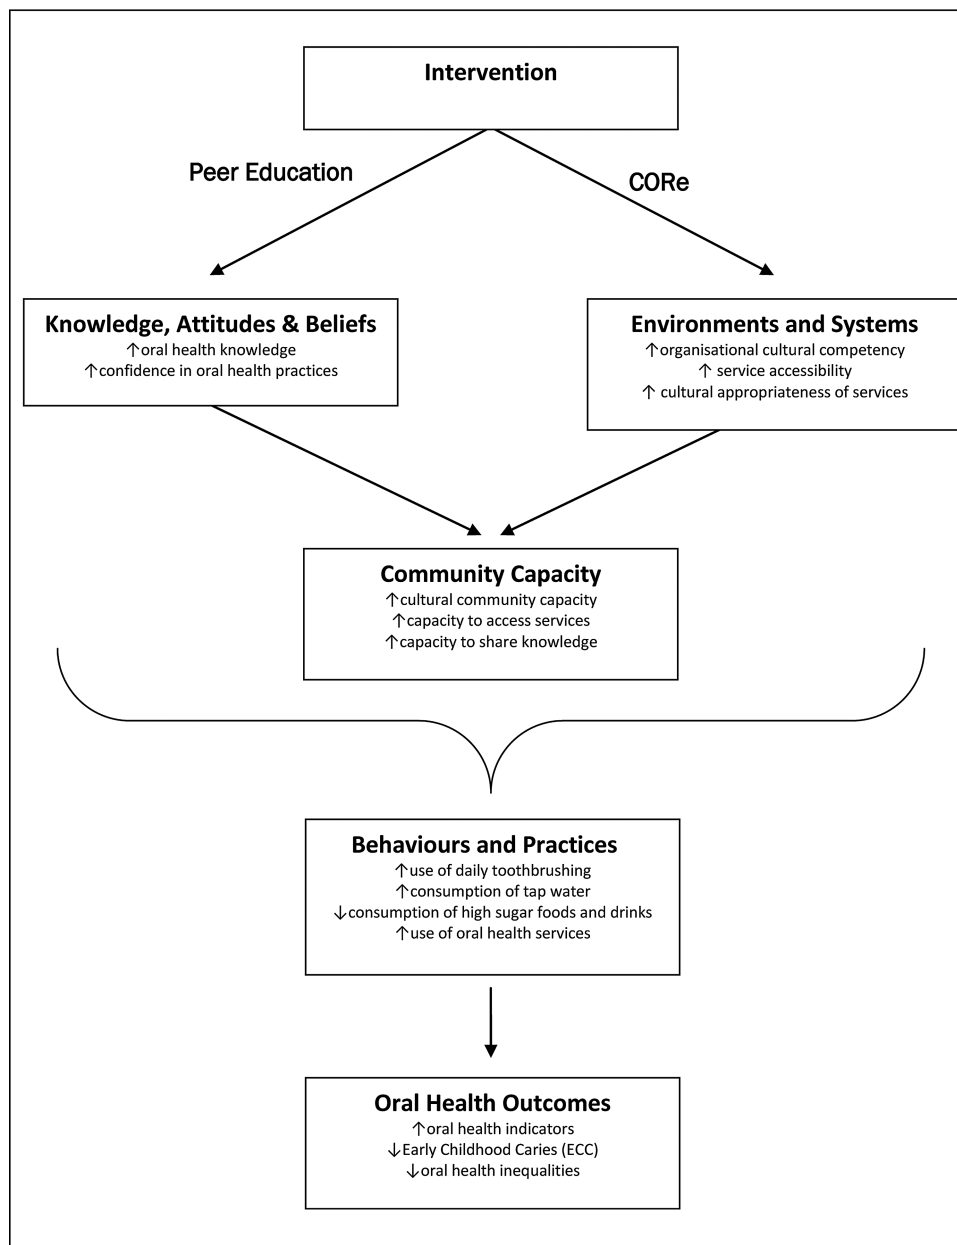 Intervention
Peer Education
CORe
Knowledge, Attitudes & Beliefs
↑oral health knowledge
↑confidence in oral health practices
Environments and Systems
↑organisational cultural competency
↑ service accessibility
↑ cultural appropriateness of services
Community Capacity
↑cultural community capacity
↑capacity to access services
↑capacity to share knowledge
Behaviours and Practices
↑use of daily toothbrushing
↑consumption of tap water
↓consumption of high sugar foods and drinks
↑use of oral health services
Oral Health Outcomes
↑oral health indicators
↓Early Childhood Caries (ECC)
↓oral health inequalities